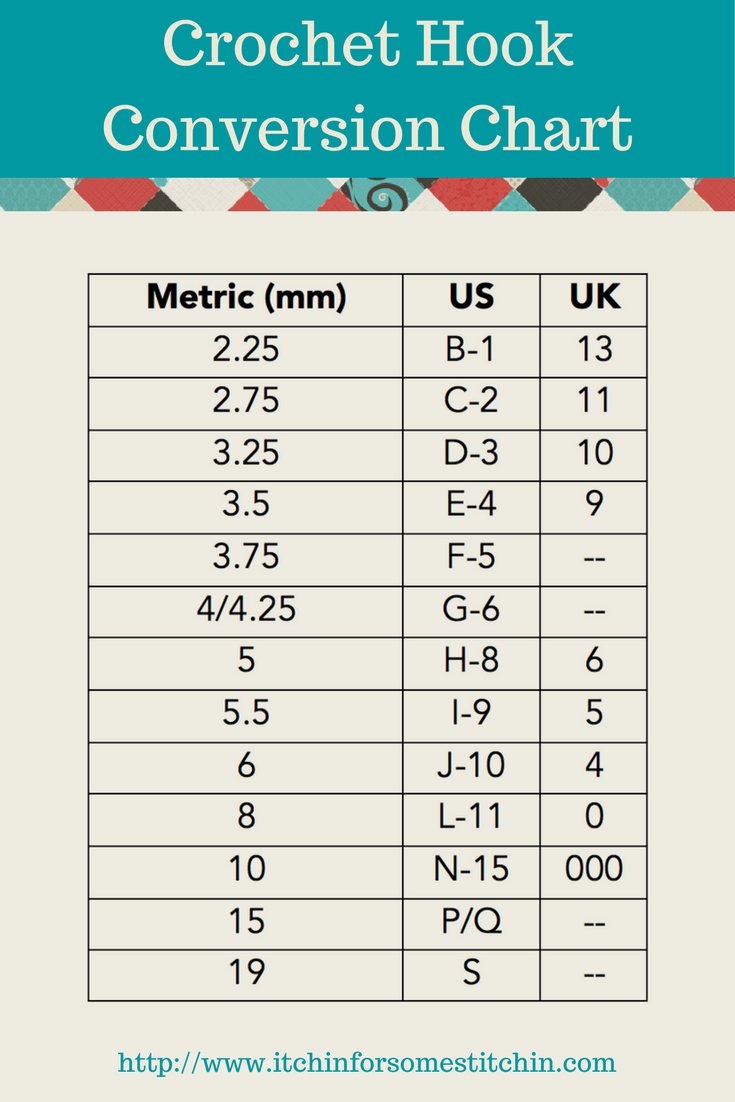 Crochet Hook
Conversion Chart
Metric (mm) US UK
2.25 B-1 13
2.75 C-2 11
3.25 D-3 10
3.5 E-4 9
3.75 F-5 --
4/4.25 G-6 --
5 H-8 6
5.5 I-9 5
6 J-10 4
8 L-11 0
10 N-15 000
15 P/Q --
19 S --
http://www.itchinforsomestitchin.com